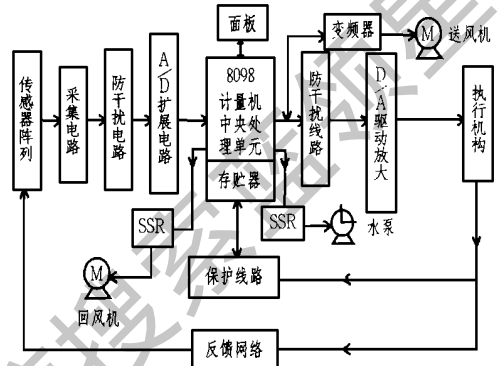 面板
变频器
M
送风机
传感器阵列
采集电路
防干扰电路
A/D扩展电路
8098
计量机
中央处
理单元
存贮器
防干扰线路
D/A驱动放大
执行机构
SSR
SSR
水泵
M
回风机
保护线路
反馈网络